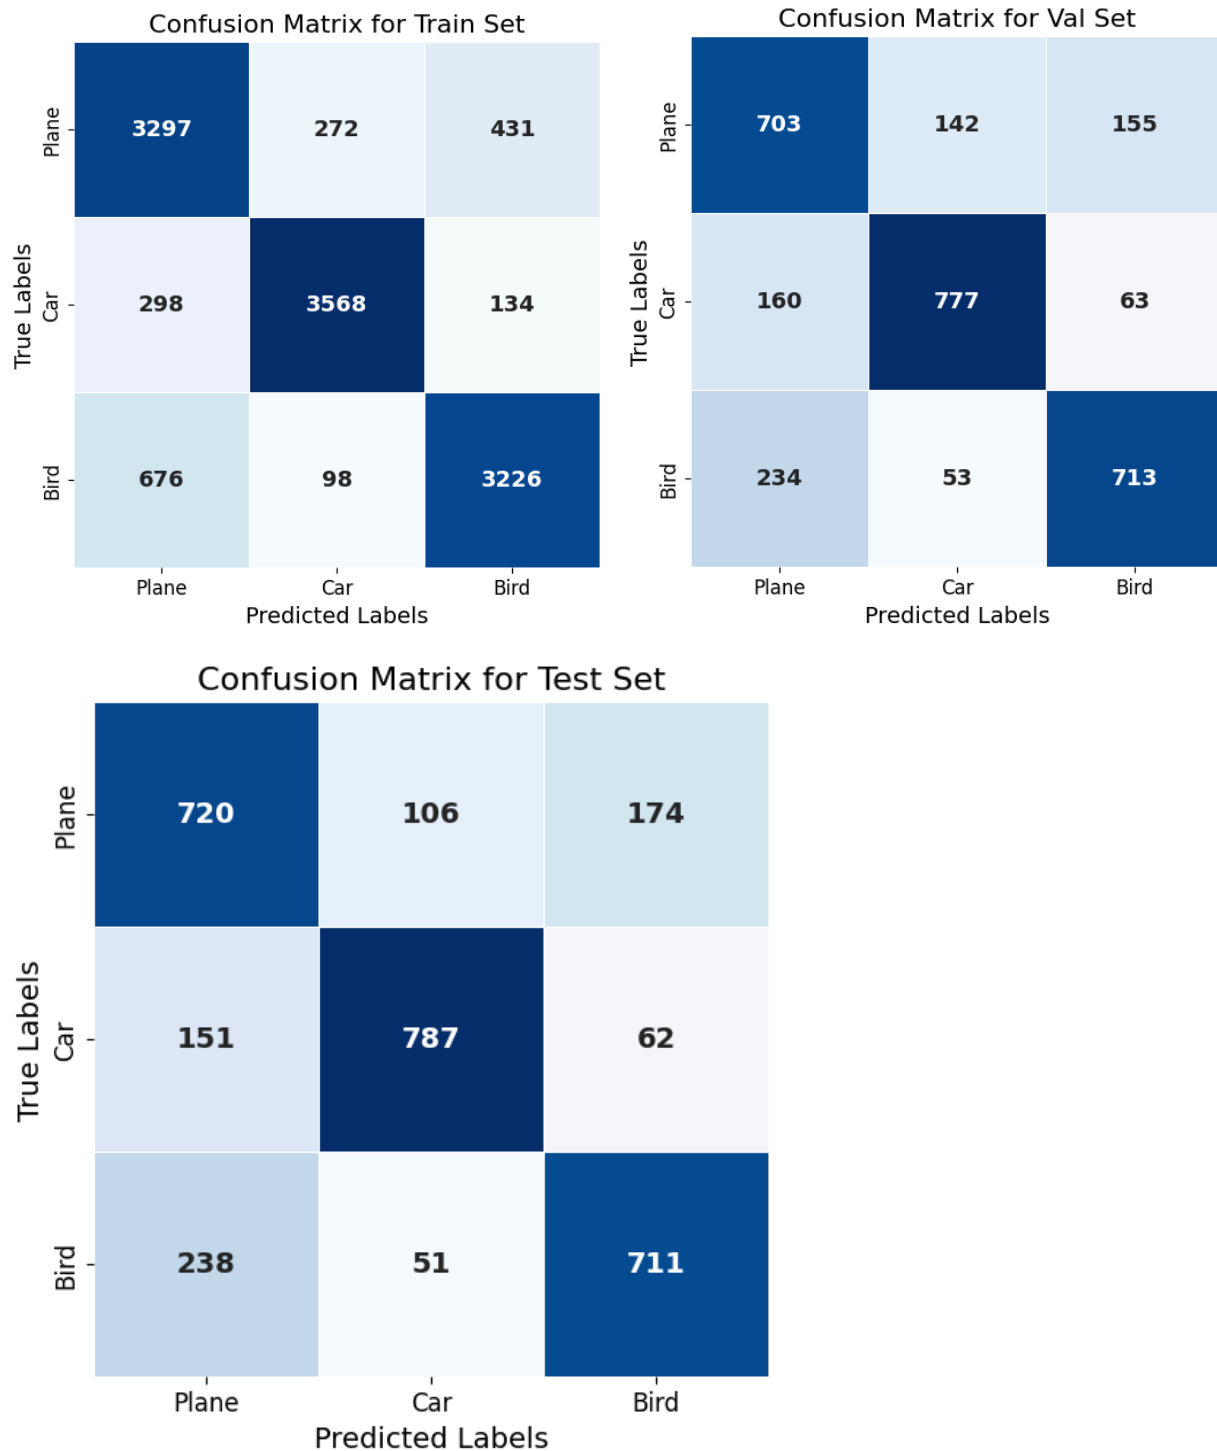 Confusion Matrix for Train Set
True Labels
Plane
3297 272 431
Car
298 3568 134
Bird
676 98 3226
Plane Car Bird
Predicted Labels
Confusion Matrix for Val Set
True Labels
Plane
703 142 155
Car
160 777 63
Bird
234 53 713
Plane Car Bird
Predicted Labels
Confusion Matrix for Test Set
True Labels
Plane
720 106 174
Car
151 787 62
Bird
238 51 711
Plane Car Bird
Predicted Labels